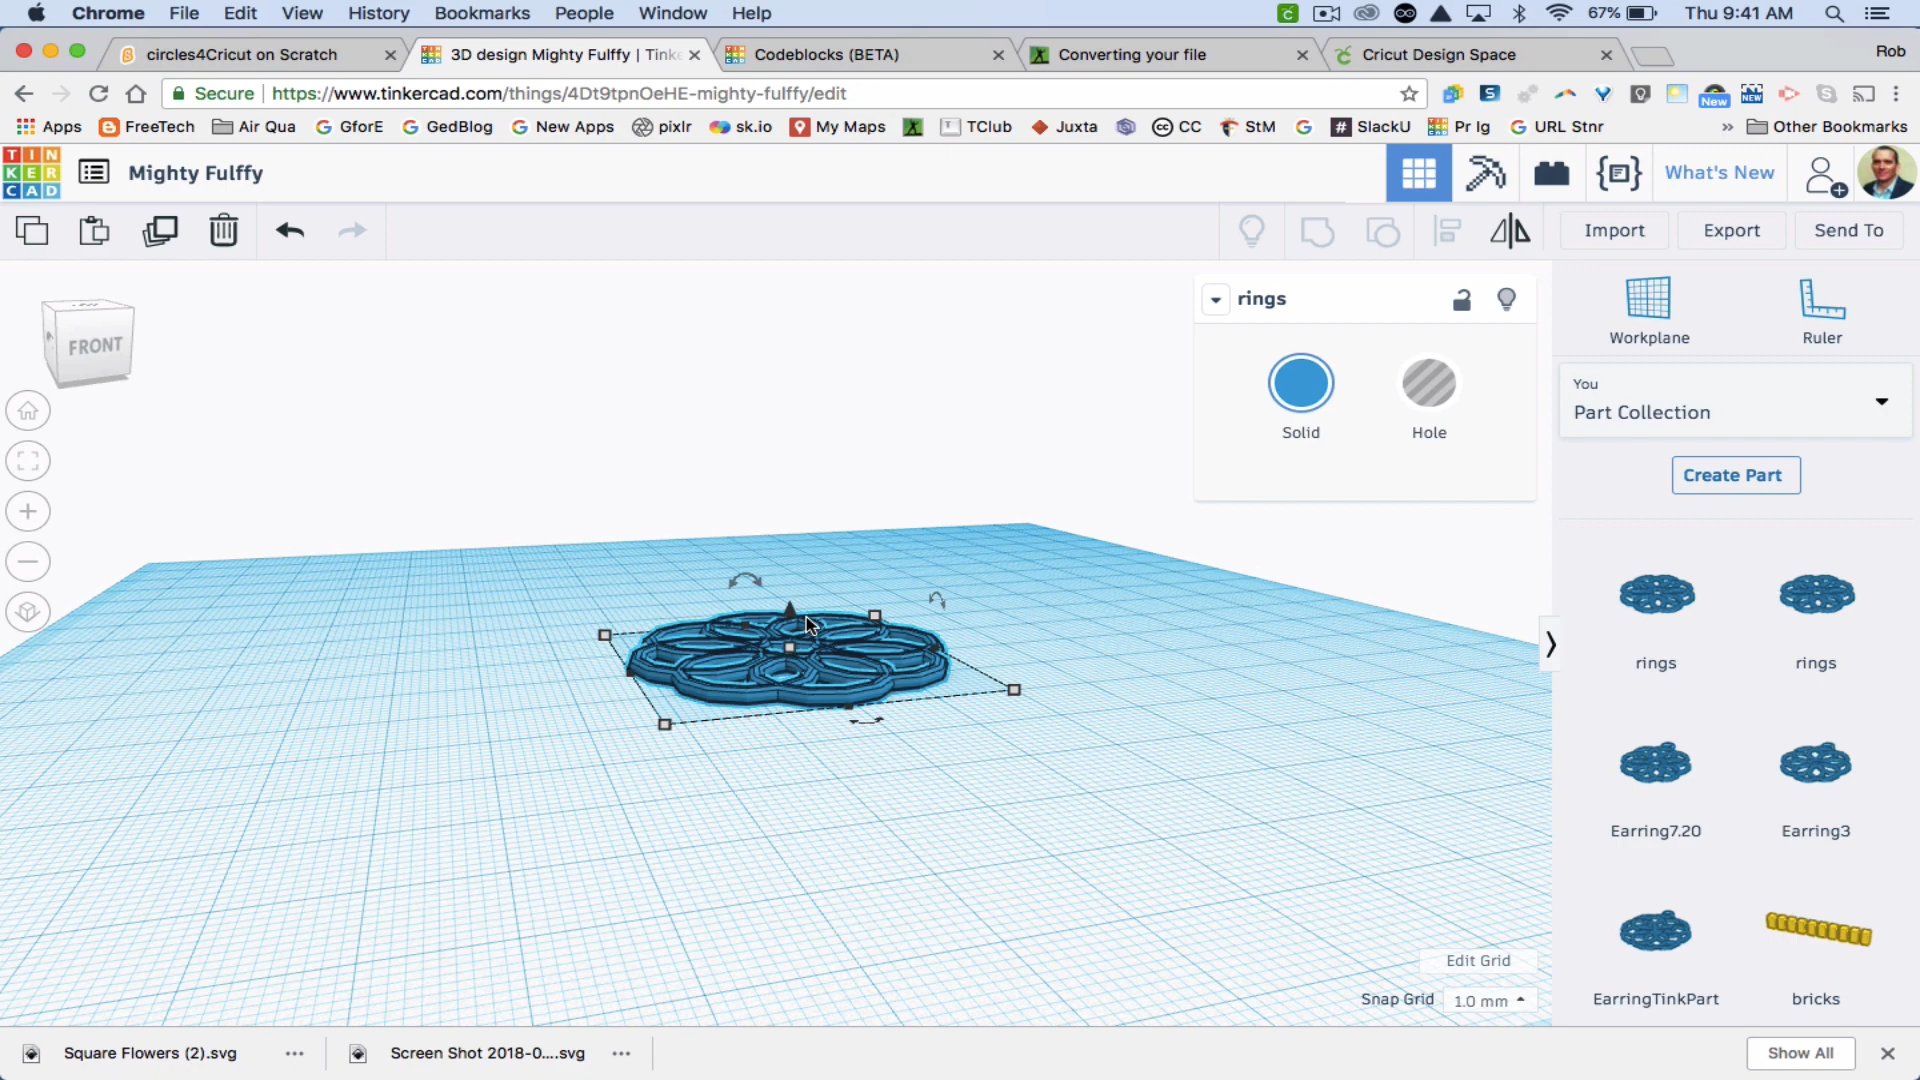 Chrome File Edit View History Bookmarks People Window Help 67% Thu 9:41 AM
circles4Cricut on Scratch 3D design Mighty Fulffy | Tinke Codeblocks (BETA) Converting your file Cricut Design Space Rob
Secure https://www.tinkercad.com/things/4Dt9tpnOeHE-mighty-fulffy/edit New NEW
Apps FreeTech Air Qua GforE GedBlog New Apps pixlr sk.io My Maps TClub Juxta CC StM SlackU Pr Ig URL Stnr » Other Bookmarks
TIN
KER
CAD
Mighty Fulffy What's New
Import Export Send To
FRONT
rings
Solid Hole
Workplane Ruler
You
Part Collection
Create Part
rings rings
Earring7.20 Earring3
EarringTinkPart bricks
Edit Grid
Snap Grid 1.0 mm
Square Flowers (2).svg Screen Shot 2018-0....svg Show All